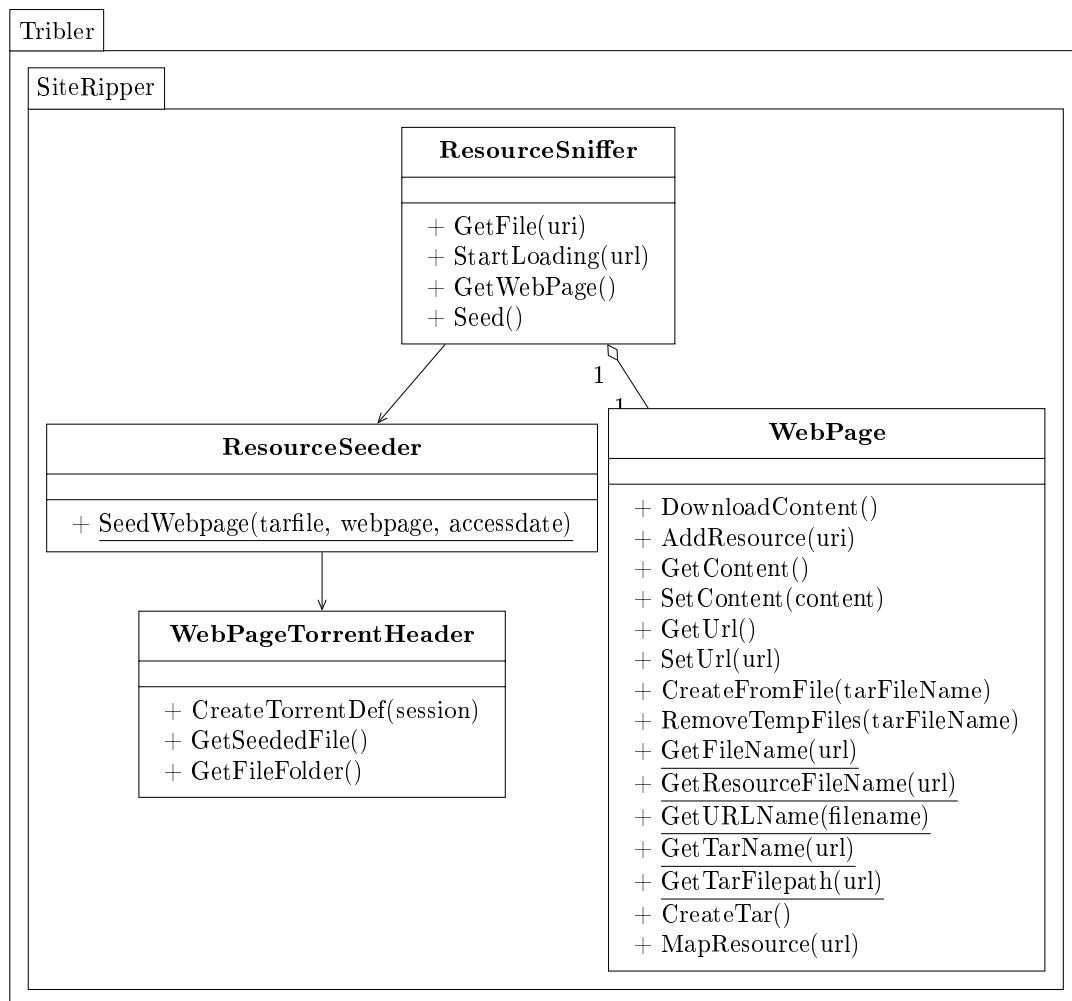 Tribler
SiteRipper
ResourceSniffer
+ GetFile(uri)
+ StartLoading(url)
+ GetWebPage()
+ Seed()
1
1
ResourceSeeder
+ SeedWebpage(tarfile, webpage, accessdate)
WebPageTorrentHeader
+ CreateTorrentDef(session)
+ GetSeededFile()
+ GetFileFolder()
WebPage
+ DownloadContent()
+ AddResource(uri)
+ GetContent()
+ SetContent(content)
+ GetUrl()
+ SetUrl(url)
+ CreateFromFile(tarFileName)
+ RemoveTempFiles(tarFileName)
+ GetFileName(url)
+ GetResourceFileName(url)
+ GetURLName(filename)
+ GetTarName(url)
+ GetTarFilepath(url)
+ CreateTar()
+ MapResource(url)